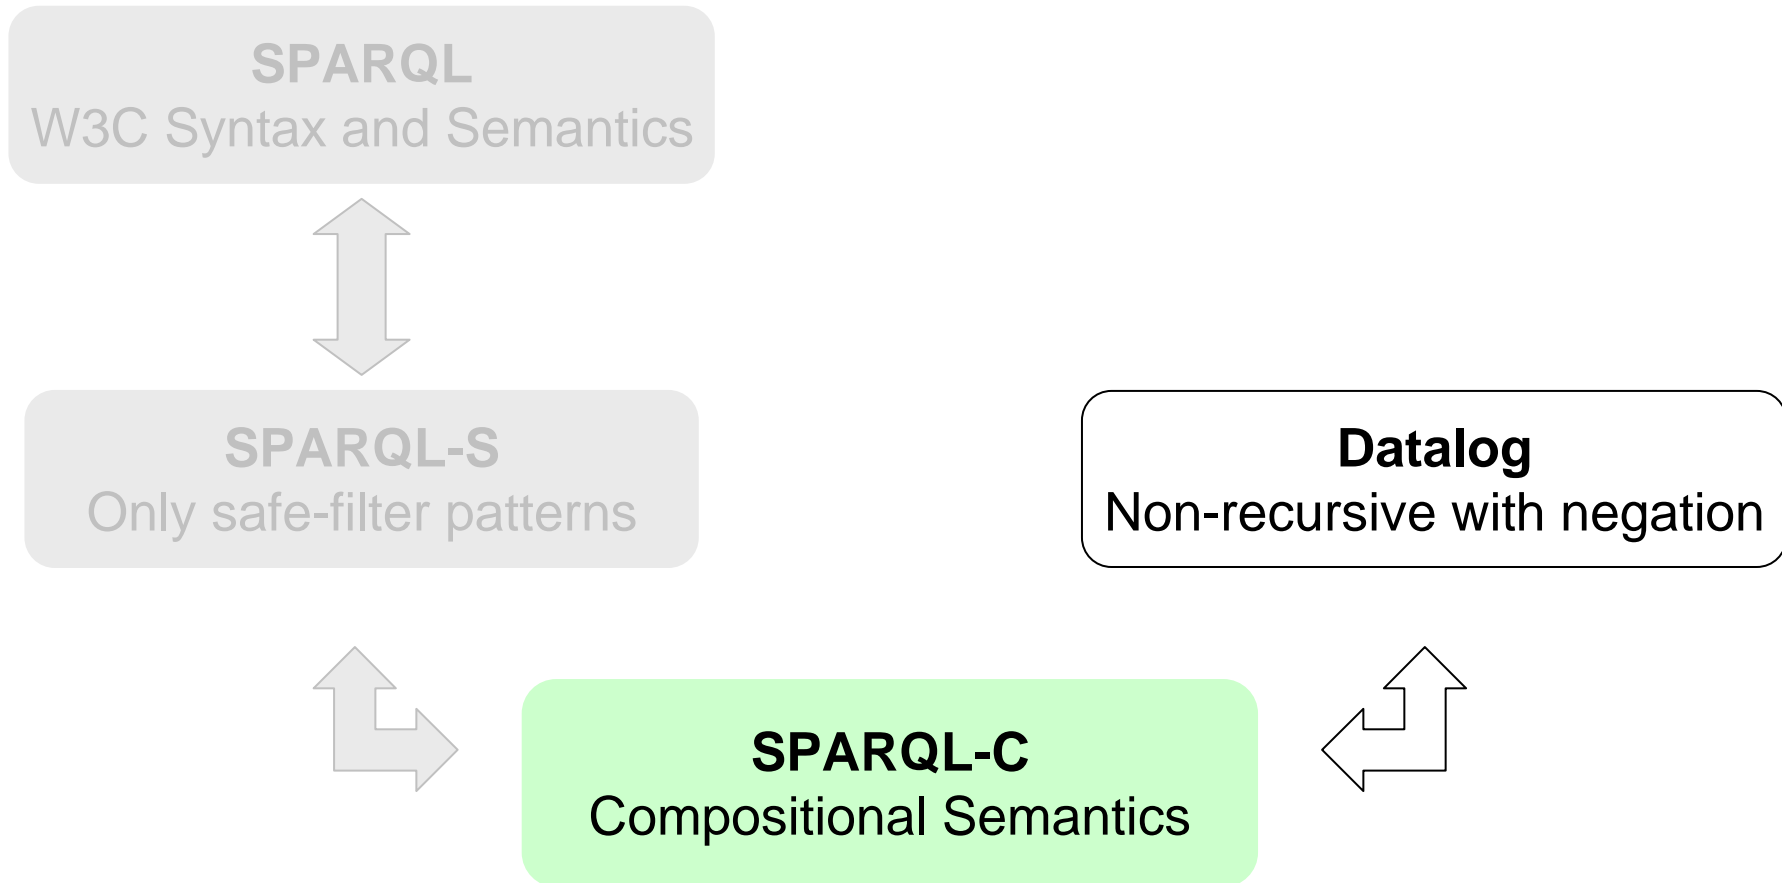 SPARQL
W3C Syntax and Semantics
SPARQL-S
Only safe-filter patterns
Datalog
Non-recursive with negation
SPARQL-C
Compositional Semantics